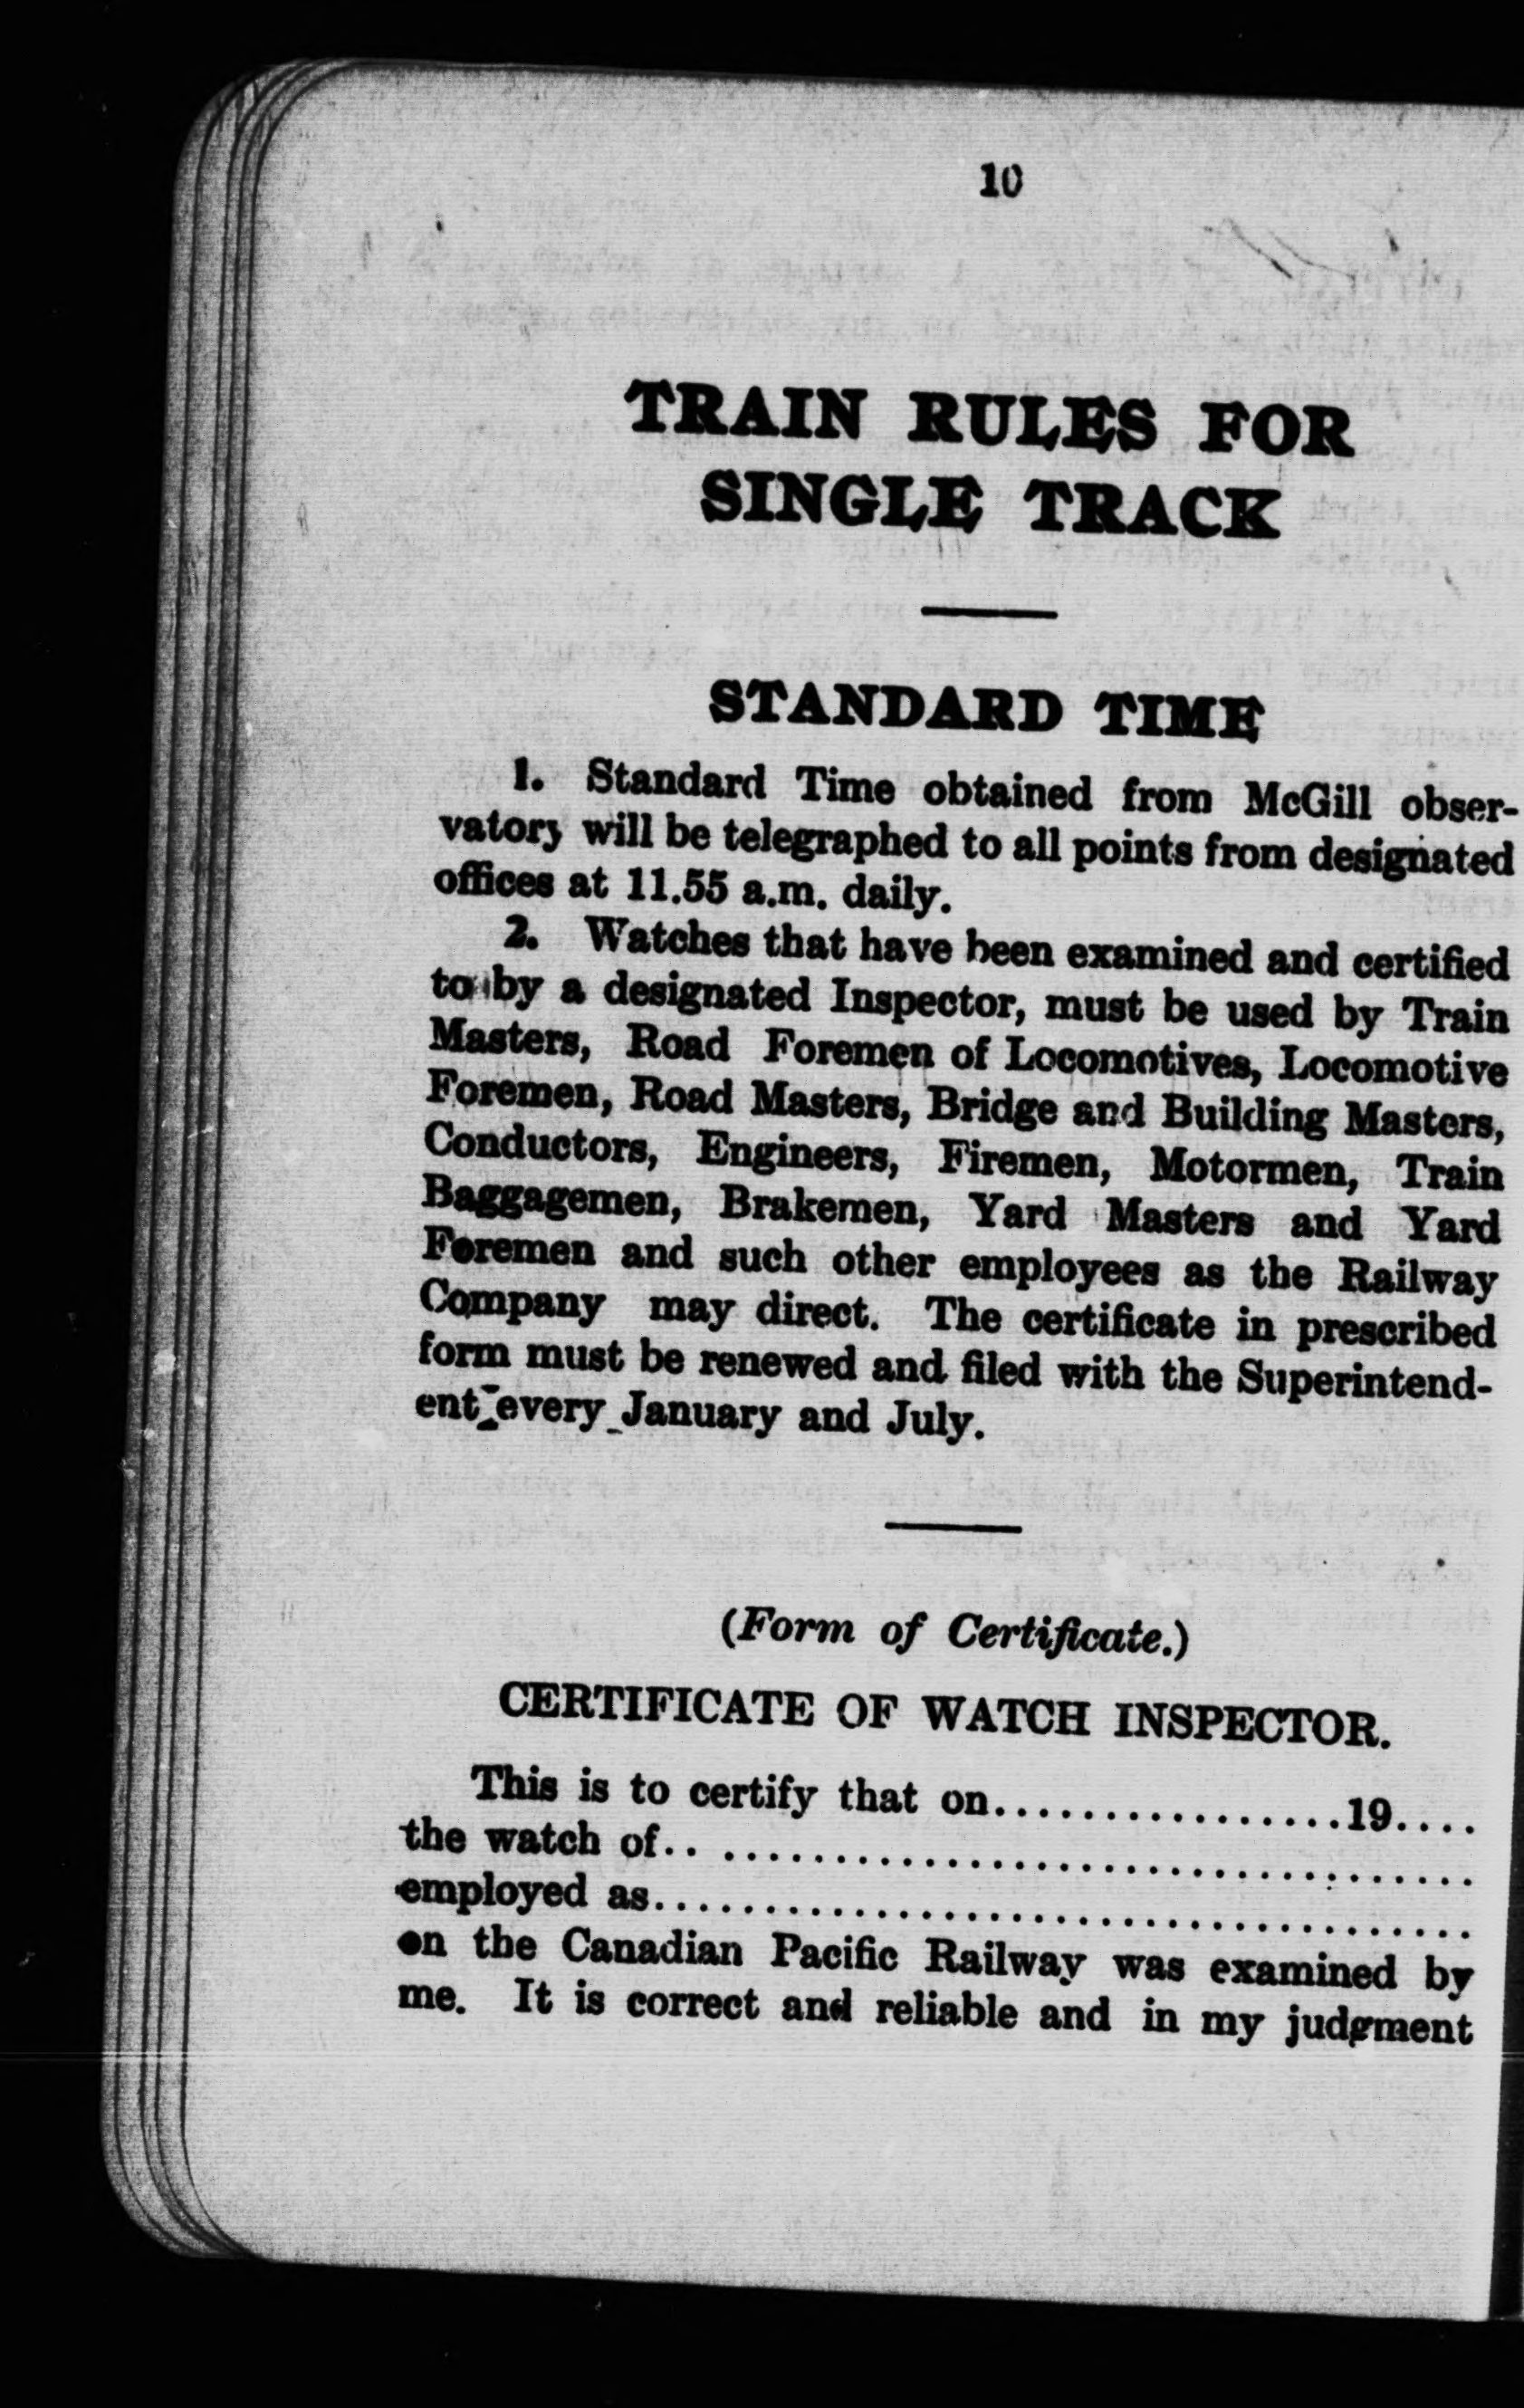 10
TRAIN RULES FOR
SINGLE TRACK
STANDARD TIME
1. Standard Time obtained from McGill obser-
vatory will be telegraphed to all points from designated
offices at 11.55 a.m. daily.
2. Watches that have been examined and certified
to by a designated Inspector, must be used by Train
Masters, Road Foremen of Locomotives, Locomotive
Foremen, Road Masters, Bridge and Building Masters,
Conductors, Engineers, Firemen, Motormen, Train
Baggagemen, Brakemen, Yard Masters and Yard
Foremen and such other employees as the Railway
Company may direct. The certificate in prescribed
form must be renewed and filed with the Superintend-
ent every January and July.
(Form of Certificate.)
CERTIFICATE OF WATCH INSPECTOR.
This is to certify that on.................19....
the watch of.. ...................................
employed as......................................
on the Canadian Pacific Railway was examined by
me. It is correct and reliable and in my judgment